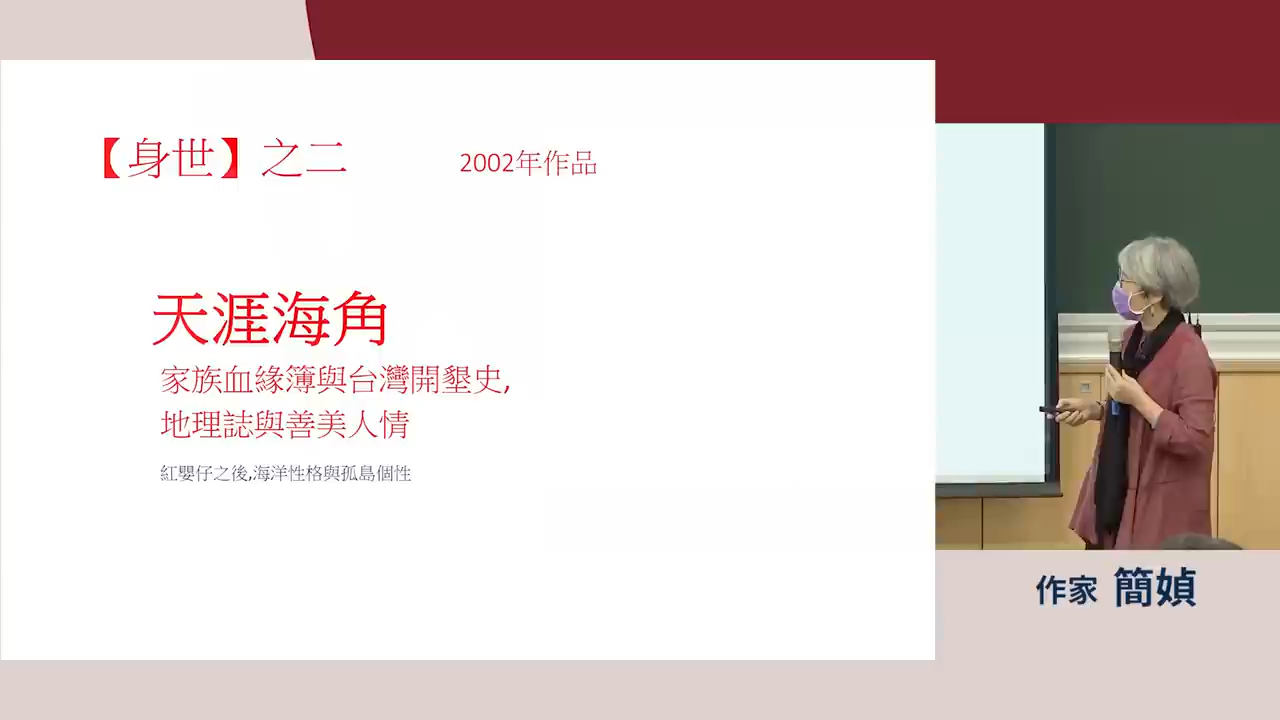 【身世】之二 2002年作品
天涯海角
家族血緣簿與台灣開墾史,
地理誌與善美人情
紅嬰仔之後,海洋性格與孤島個性
作家 簡媜